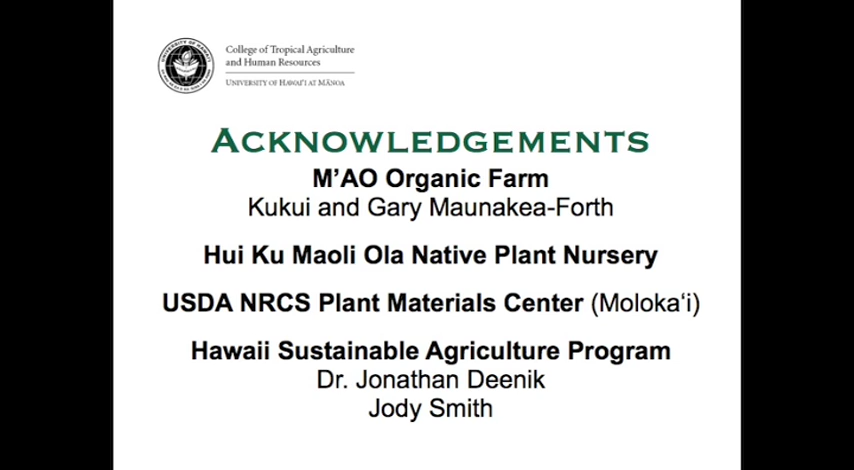 College of Tropical Agriculture
and Human Resources
UNIVERSITY OF HAWAIʻI AT MĀNOA
ACKNOWLEDGEMENTS
M’AO Organic Farm
Kukui and Gary Maunakea-Forth
Hui Ku Maoli Ola Native Plant Nursery
USDA NRCS Plant Materials Center (Molokaʻi)
Hawaii Sustainable Agriculture Program
Dr. Jonathan Deenik
Jody Smith